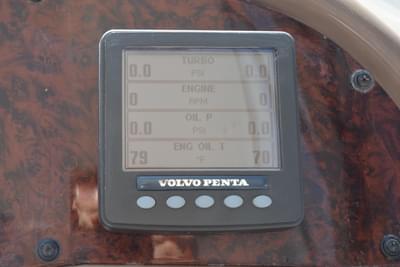 TURBO
0.0 PSI 0.0
ENGINE
0 RPM 0
OIL P
0.0 PSI 0.0
ENG OIL T
79 °F 70
VOLVO PENTA